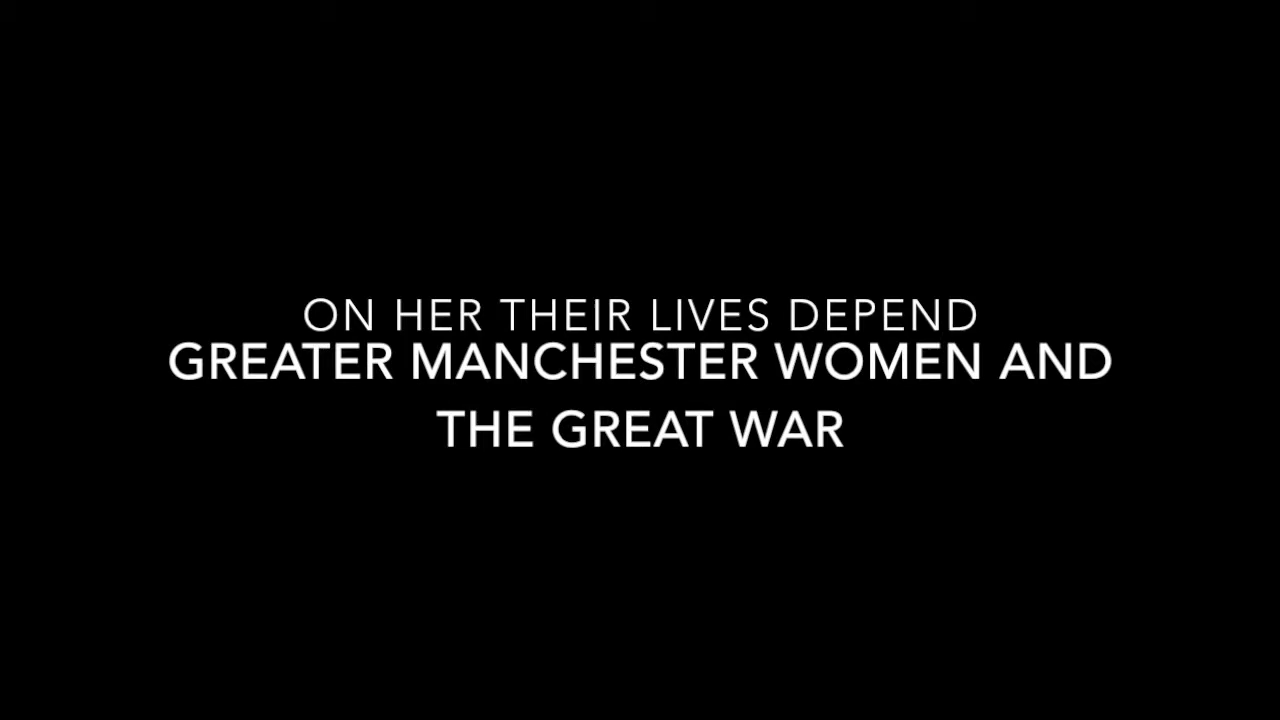 ON HER THEIR LIVES DEPEND
GREATER MANCHESTER WOMEN AND
THE GREAT WAR